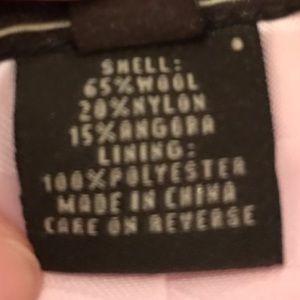 SHELL:
65%WOOL
20%NYLON
15%ANGORA
LINING:
100%POLYESTER
MADE IN CHINA
CARE ON REVERSE